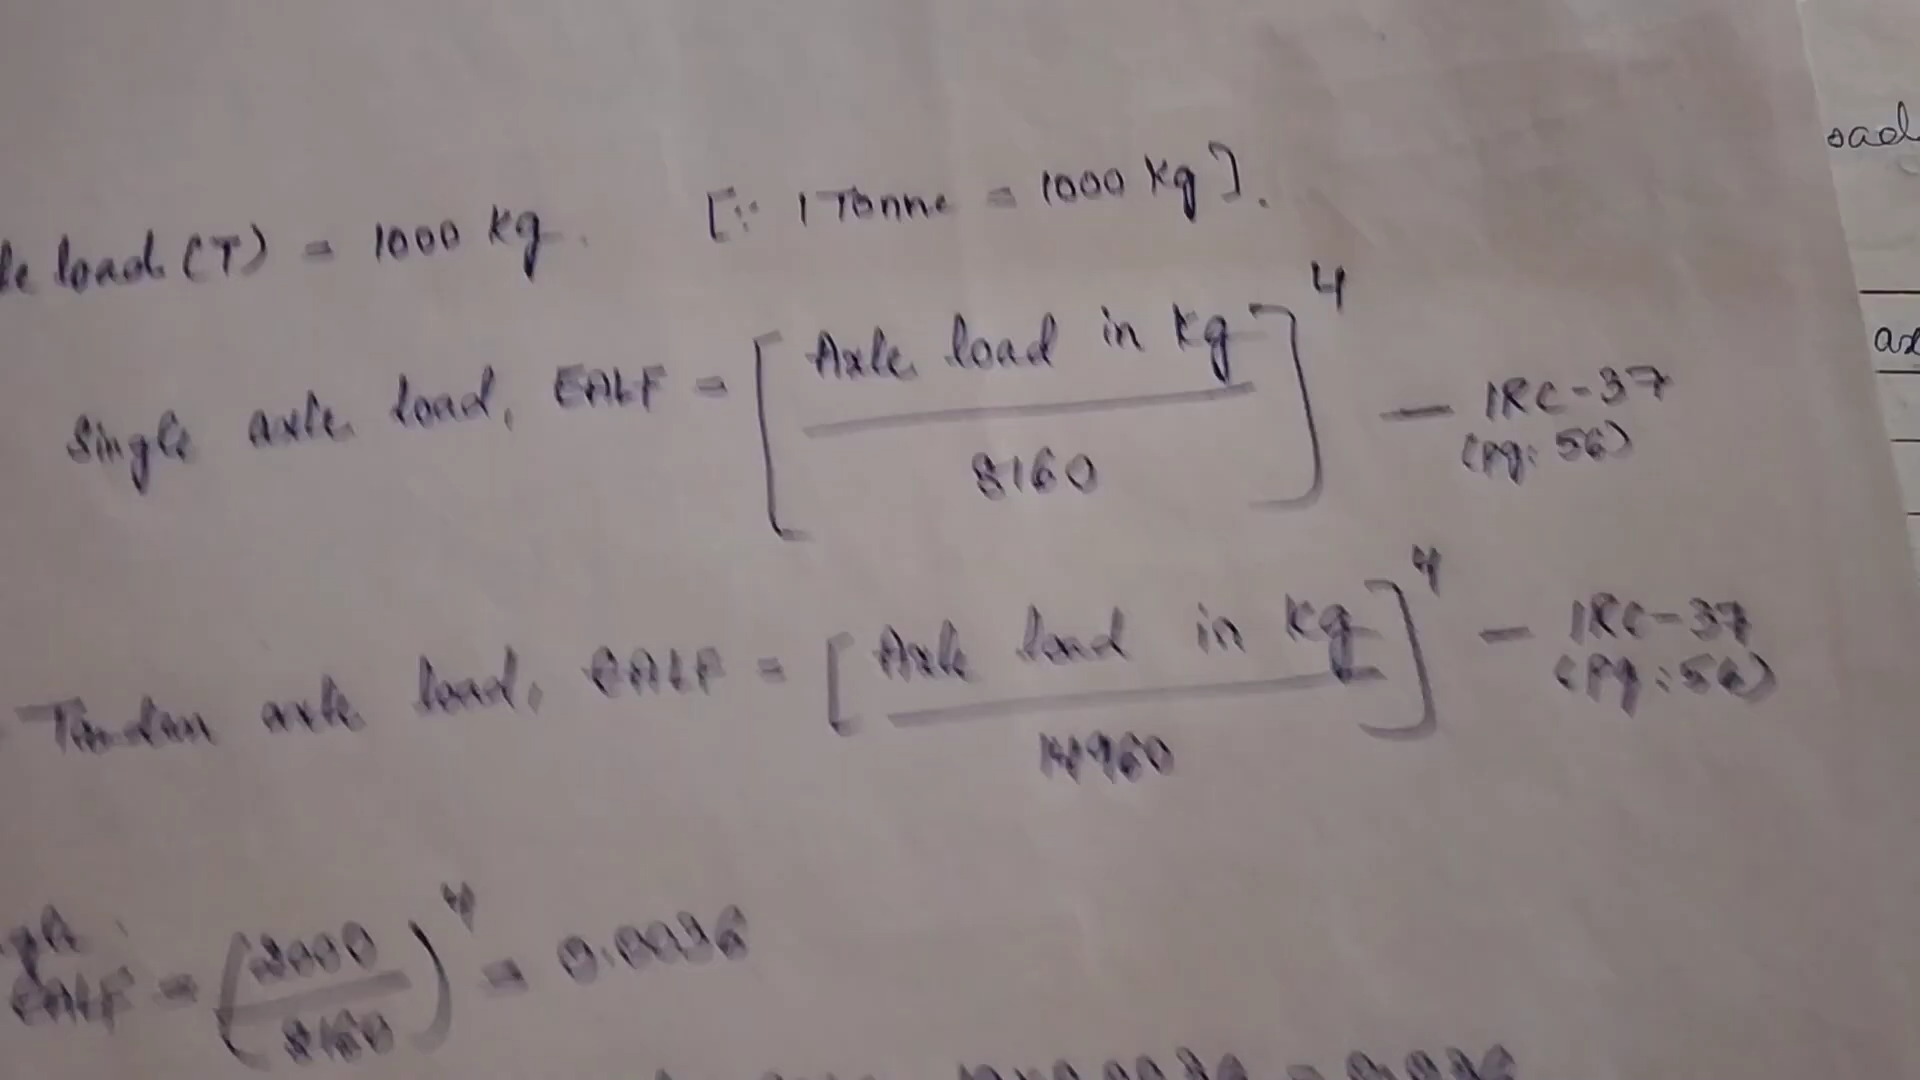 load (T) = 1000 kg. [∵ 1 Tonne = 1000 kg].
Single axle load, EALF = [Axle load in kg / 8160]^4 — IRC-37
(Pg: 56)
Tandem axle load, EALF = [Axle load in kg / 14960]^4 — IRC-37
(Pg: 56)
EALF = (2000 / 8160)^4 = 0.0036